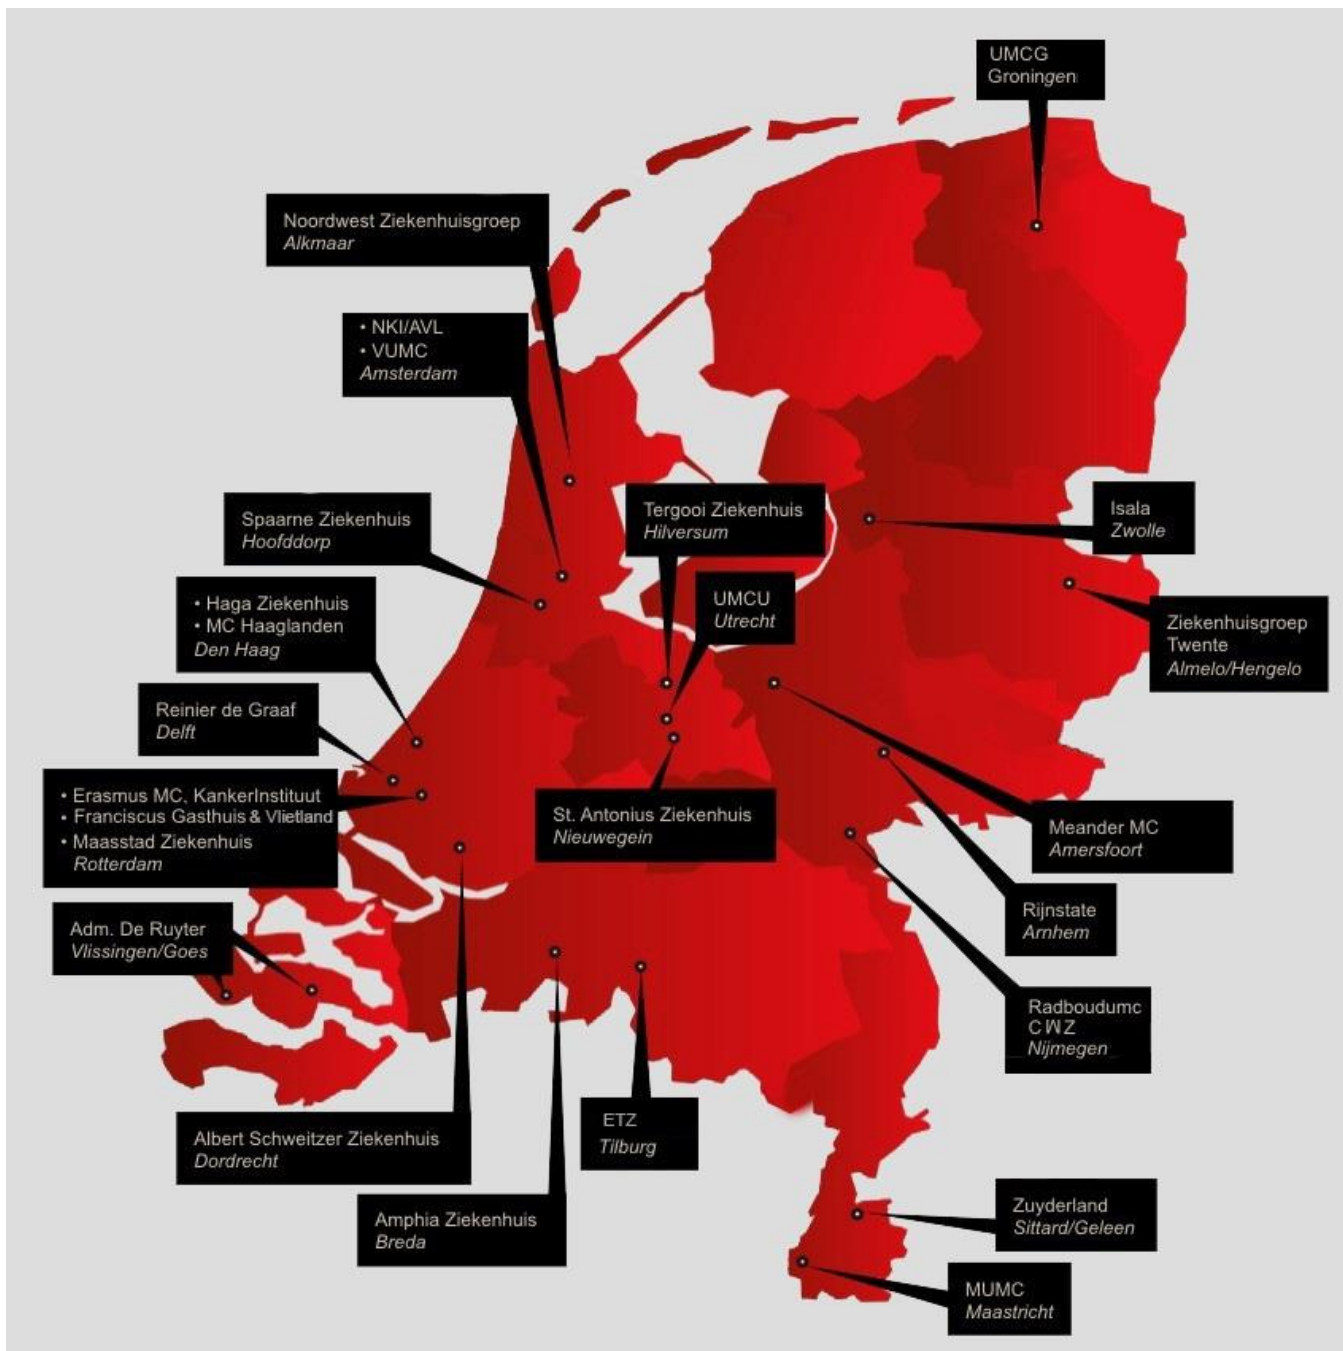 UMCG
Groningen
Noordwest Ziekenhuisgroep
Alkmaar
• NKI/AVL
• VUMC
Amsterdam
Spaarne Ziekenhuis
Hoofddorp
Tergooi Ziekenhuis
Hilversum
Isala
Zwolle
• Haga Ziekenhuis
• MC Haaglanden
Den Haag
UMCU
Utrecht
Ziekenhuisgroep
Twente
Almelo/Hengelo
Reinier de Graaf
Delft
• Erasmus MC, KankerInstituut
• Franciscus Gasthuis & Vlietland
• Maasstad Ziekenhuis
Rotterdam
St. Antonius Ziekenhuis
Nieuwegein
Meander MC
Amersfoort
Rijnstate
Arnhem
Adm. De Ruyter
Vlissingen/Goes
Radboudumc
CWZ
Nijmegen
Albert Schweitzer Ziekenhuis
Dordrecht
ETZ
Tilburg
Amphia Ziekenhuis
Breda
Zuyderland
Sittard/Geleen
MUMC
Maastricht